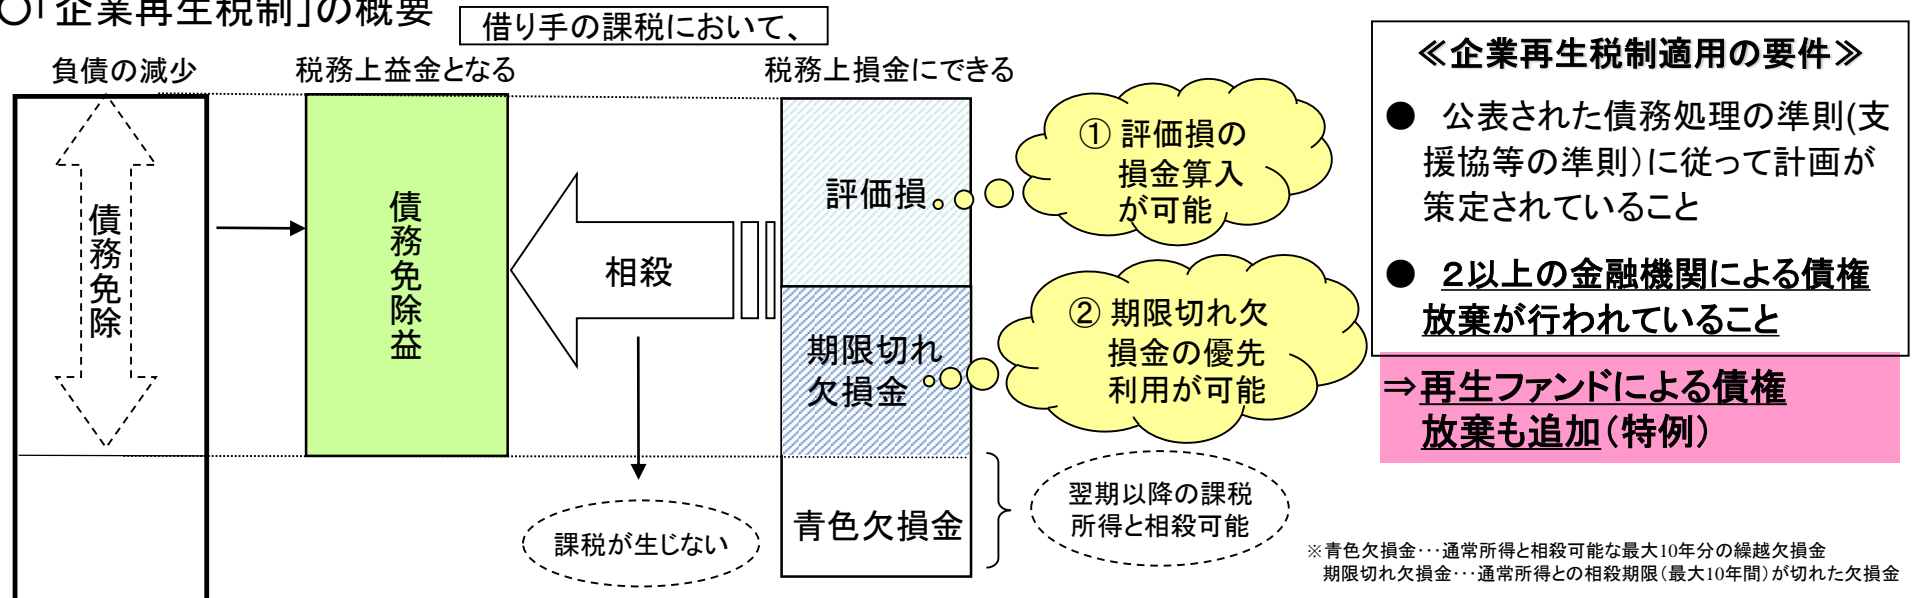 〇「企業再生税制」の概要
借り手の課税において、
負債の減少
税務上益金となる
税務上損金にできる
債務免除
債務免除益
相殺
課税が生じない
評価損
期限切れ
欠損金
青色欠損金
① 評価損の
損金算入
が可能
② 期限切れ欠
損金の優先
利用が可能
翌期以降の課税
所得と相殺可能
≪企業再生税制適用の要件≫
● 公表された債務処理の準則(支
援協等の準則)に従って計画が
策定されていること
● 2以上の金融機関による債権
放棄が行われていること
⇒再生ファンドによる債権
放棄も追加(特例)
※青色欠損金･･･通常所得と相殺可能な最大10年分の繰越欠損金
期限切れ欠損金･･･通常所得との相殺期限(最大10年間)が切れた欠損金